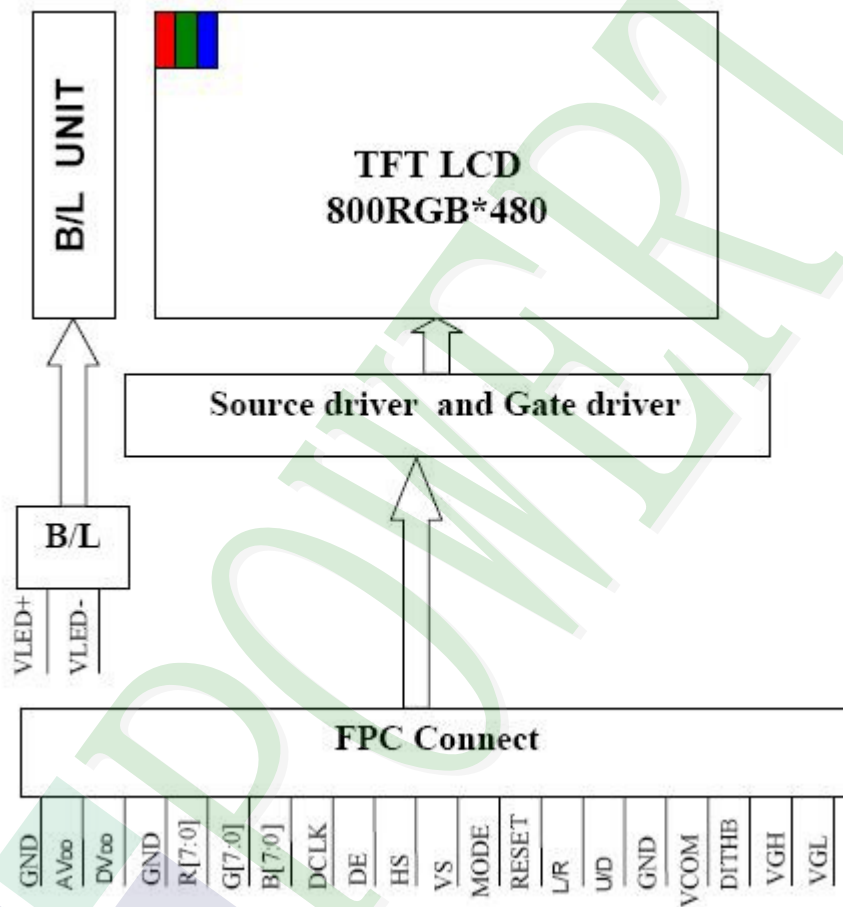 B/L UNIT
TFT LCD
800RGB*480
Source driver and Gate driver
B/L
VLED+
VLED-
FPC Connect
GND
AVDD
DVDD
GND
R[7:0]
G[7:0]
B[7:0]
DCLK
DE
HS
VS
MODE
RESET
L/R
U/D
GND
VCOM
DITHB
VGH
VGL
POWERT